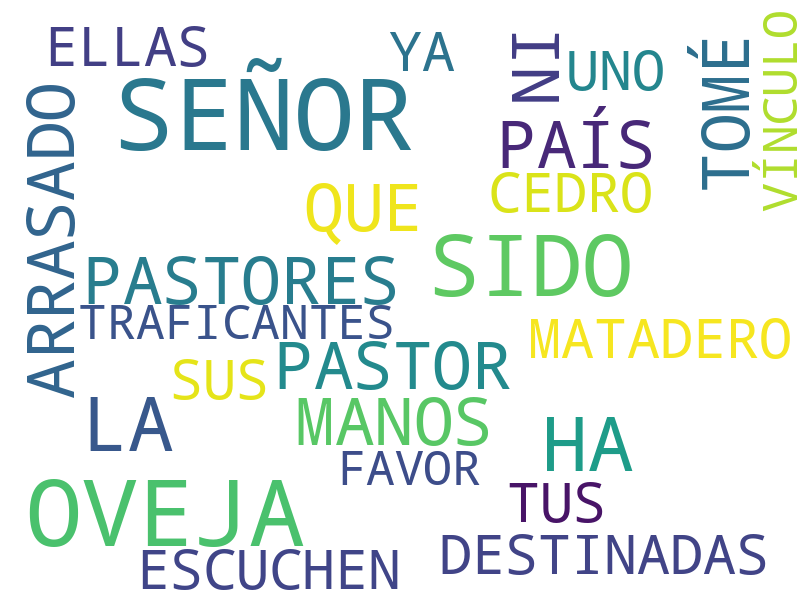 ELLAS
YA
NI
UNO
TOMÉ
VÍNCULO
SEÑOR
ARRASADO
PAÍS
CEDRO
QUE
SIDO
PASTORES
TRAFICANTES
MATADERO
PASTOR
SUS
LA
MANOS
HA
FAVOR
OVEJA
TUS
ESCUCHEN
DESTINADAS